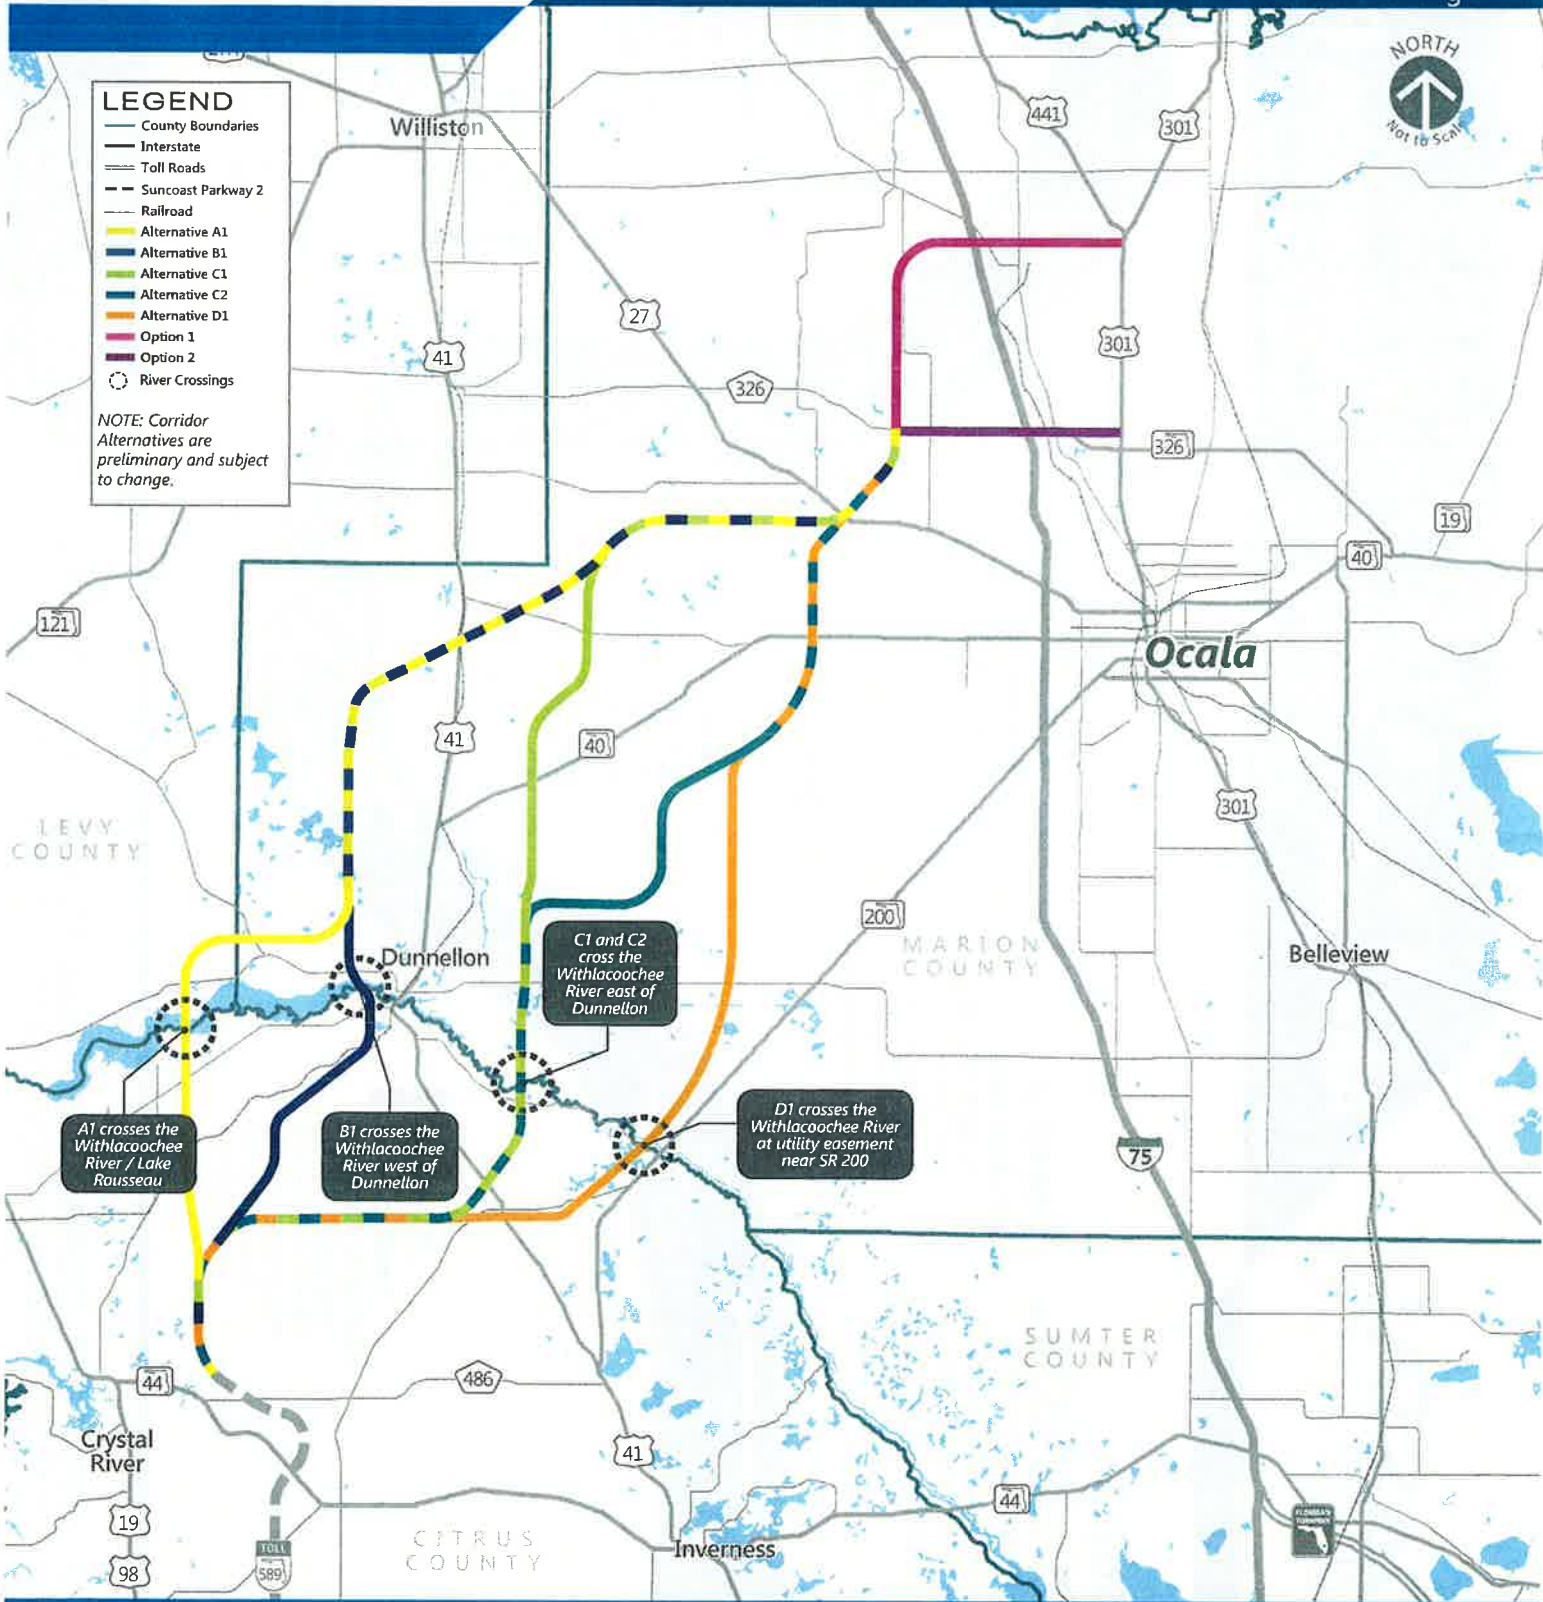 NORTH
Not to Scale
LEGEND
County Boundaries
Interstate
Toll Roads
Suncoast Parkway 2
Railroad
Alternative A1
Alternative B1
Alternative C1
Alternative C2
Alternative D1
Option 1
Option 2
River Crossings
NOTE: Corridor
Alternatives are
preliminary and subject
to change.
Williston
441
301
27
41
301
326
326
19
40
121
Ocala
41
40
301
LEVY
COUNTY
200
MARION
COUNTY
Belleview
Dunnellon
C1 and C2
cross the
Withlacoochee
River east of
Dunnellon
A1 crosses the
Withlacoochee
River / Lake
Rousseau
B1 crosses the
Withlacoochee
River west of
Dunnellon
D1 crosses the
Withlacoochee River
at utility easement
near SR 200
75
SUMTER
COUNTY
44
486
Crystal
River
41
44
19
98
TOLL
589
CITRUS
COUNTY
Inverness
FLORIDA'S
TURNPIKE